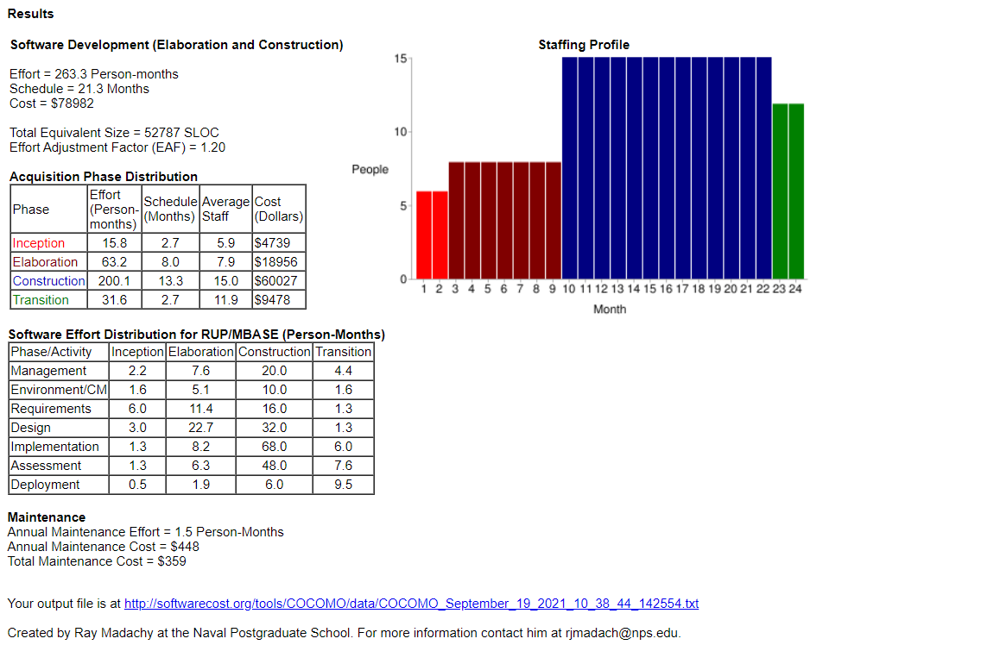 Results
Software Development (Elaboration and Construction)
Effort = 263.3 Person-months
Schedule = 21.3 Months
Cost = $78982
Total Equivalent Size = 52787 SLOC
Effort Adjustment Factor (EAF) = 1.20
Acquisition Phase Distribution
Phase Effort (Person-months) Schedule (Months) Average Staff Cost (Dollars)
Inception 15.8 2.7 5.9 $4739
Elaboration 63.2 8.0 7.9 $18956
Construction 200.1 13.3 15.0 $60027
Transition 31.6 2.7 11.9 $9478
Staffing Profile
15
10
People
5
0
1 2 3 4 5 6 7 8 9 10 11 12 13 14 15 16 17 18 19 20 21 22 23 24
Month
Software Effort Distribution for RUP/MBASE (Person-Months)
Phase/Activity Inception Elaboration Construction Transition
Management 2.2 7.6 20.0 4.4
Environment/CM 1.6 5.1 10.0 1.6
Requirements 6.0 11.4 16.0 1.3
Design 3.0 22.7 32.0 1.3
Implementation 1.3 8.2 68.0 6.0
Assessment 1.3 6.3 48.0 7.6
Deployment 0.5 1.9 6.0 9.5
Maintenance
Annual Maintenance Effort = 1.5 Person-Months
Annual Maintenance Cost = $448
Total Maintenance Cost = $359
Your output file is at http://softwarecost.org/tools/COCOMO/data/COCOMO_September_19_2021_10_38_44_142554.txt
Created by Ray Madachy at the Naval Postgraduate School. For more information contact him at rjmadach@nps.edu.